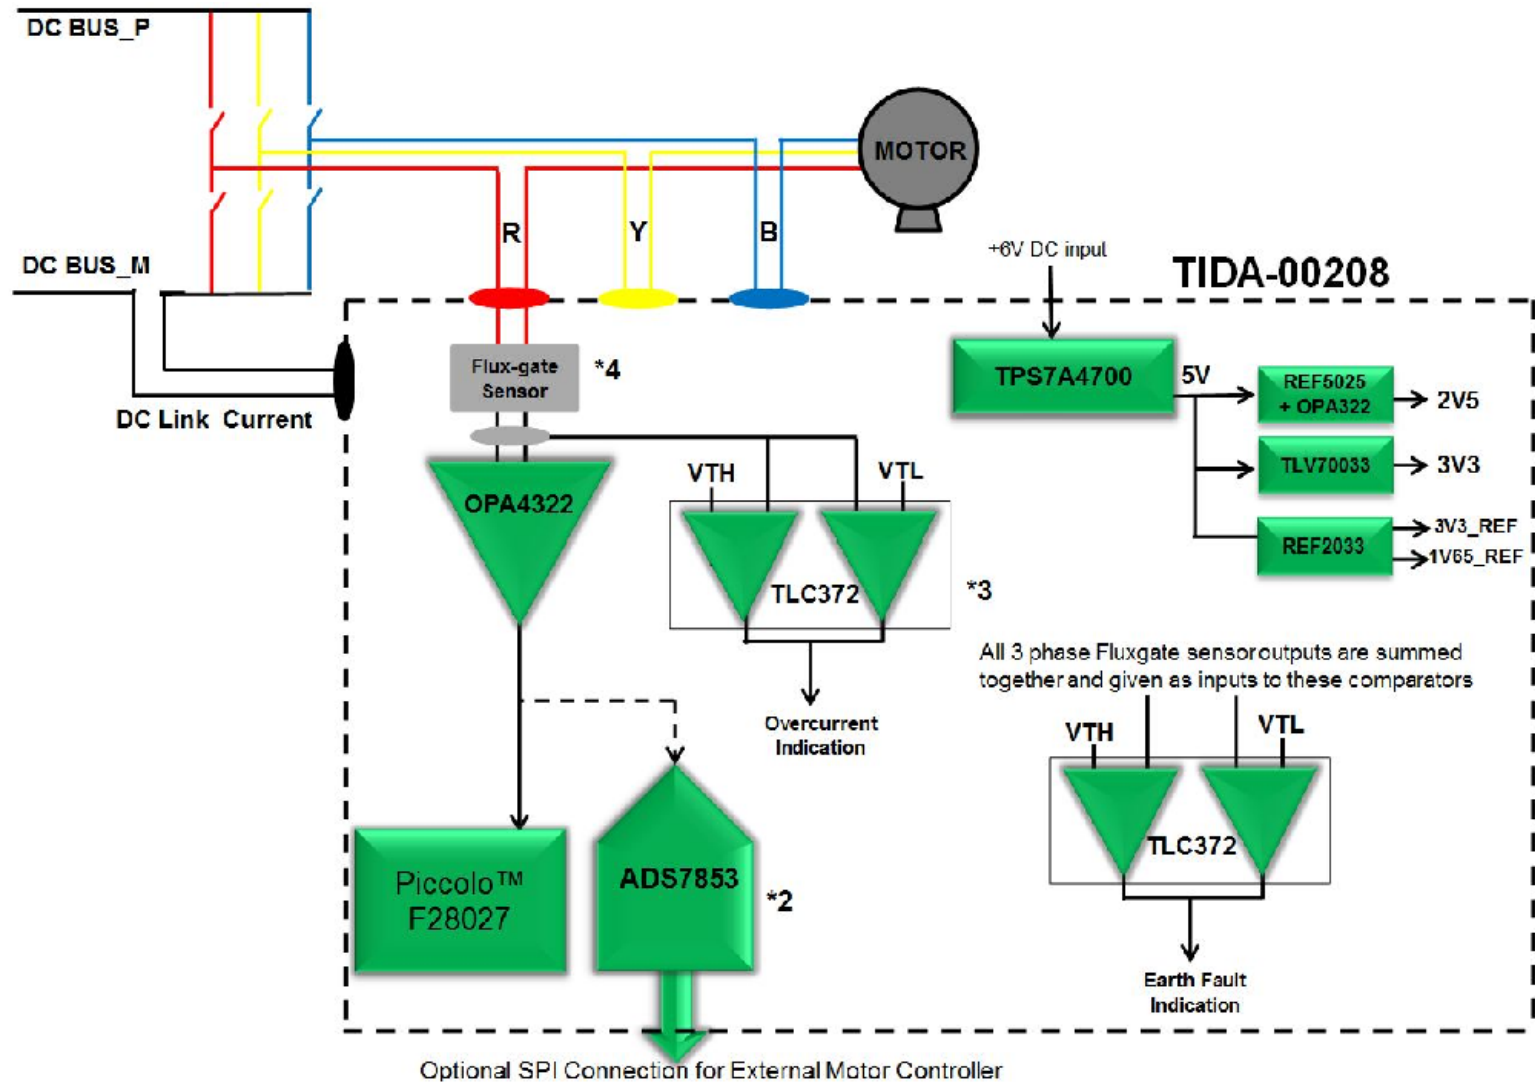 DC BUS_P
MOTOR
R
Y
B
+6V DC input
DC BUS_M
TIDA-00208
Flux-gate
Sensor
*4
TPS7A4700
5V
REF5025
+ OPA322
2V5
DC Link Current
TLV70033
3V3
VTH
VTL
OPA4322
REF2033
3V3_REF
1V65_REF
TLC372
*3
All 3 phase Fluxgate sensor outputs are summed
together and given as inputs to these comparators
Overcurrent
Indication
VTH
VTL
TLC372
Piccolo™
F28027
ADS7853
*2
Earth Fault
Indication
Optional SPI Connection for External Motor Controller